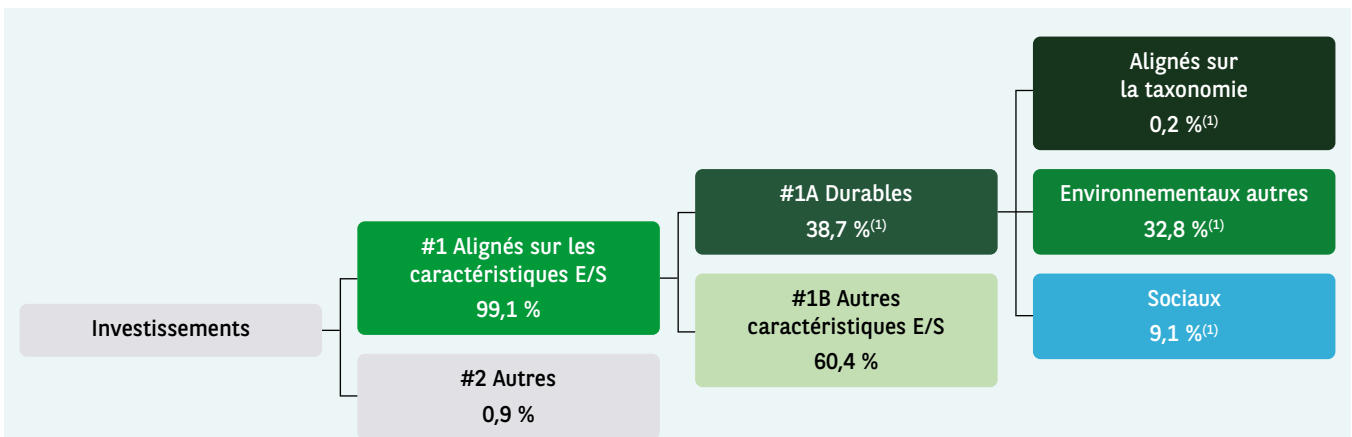 Investissements
#1 Alignés sur les
caractéristiques E/S
99,1 %
#2 Autres
0,9 %
#1A Durables
38,7 %(1)
#1B Autres
caractéristiques E/S
60,4 %
Alignés sur
la taxonomie
0,2 %(1)
Environnementaux autres
32,8 %(1)
Sociaux
9,1 %(1)